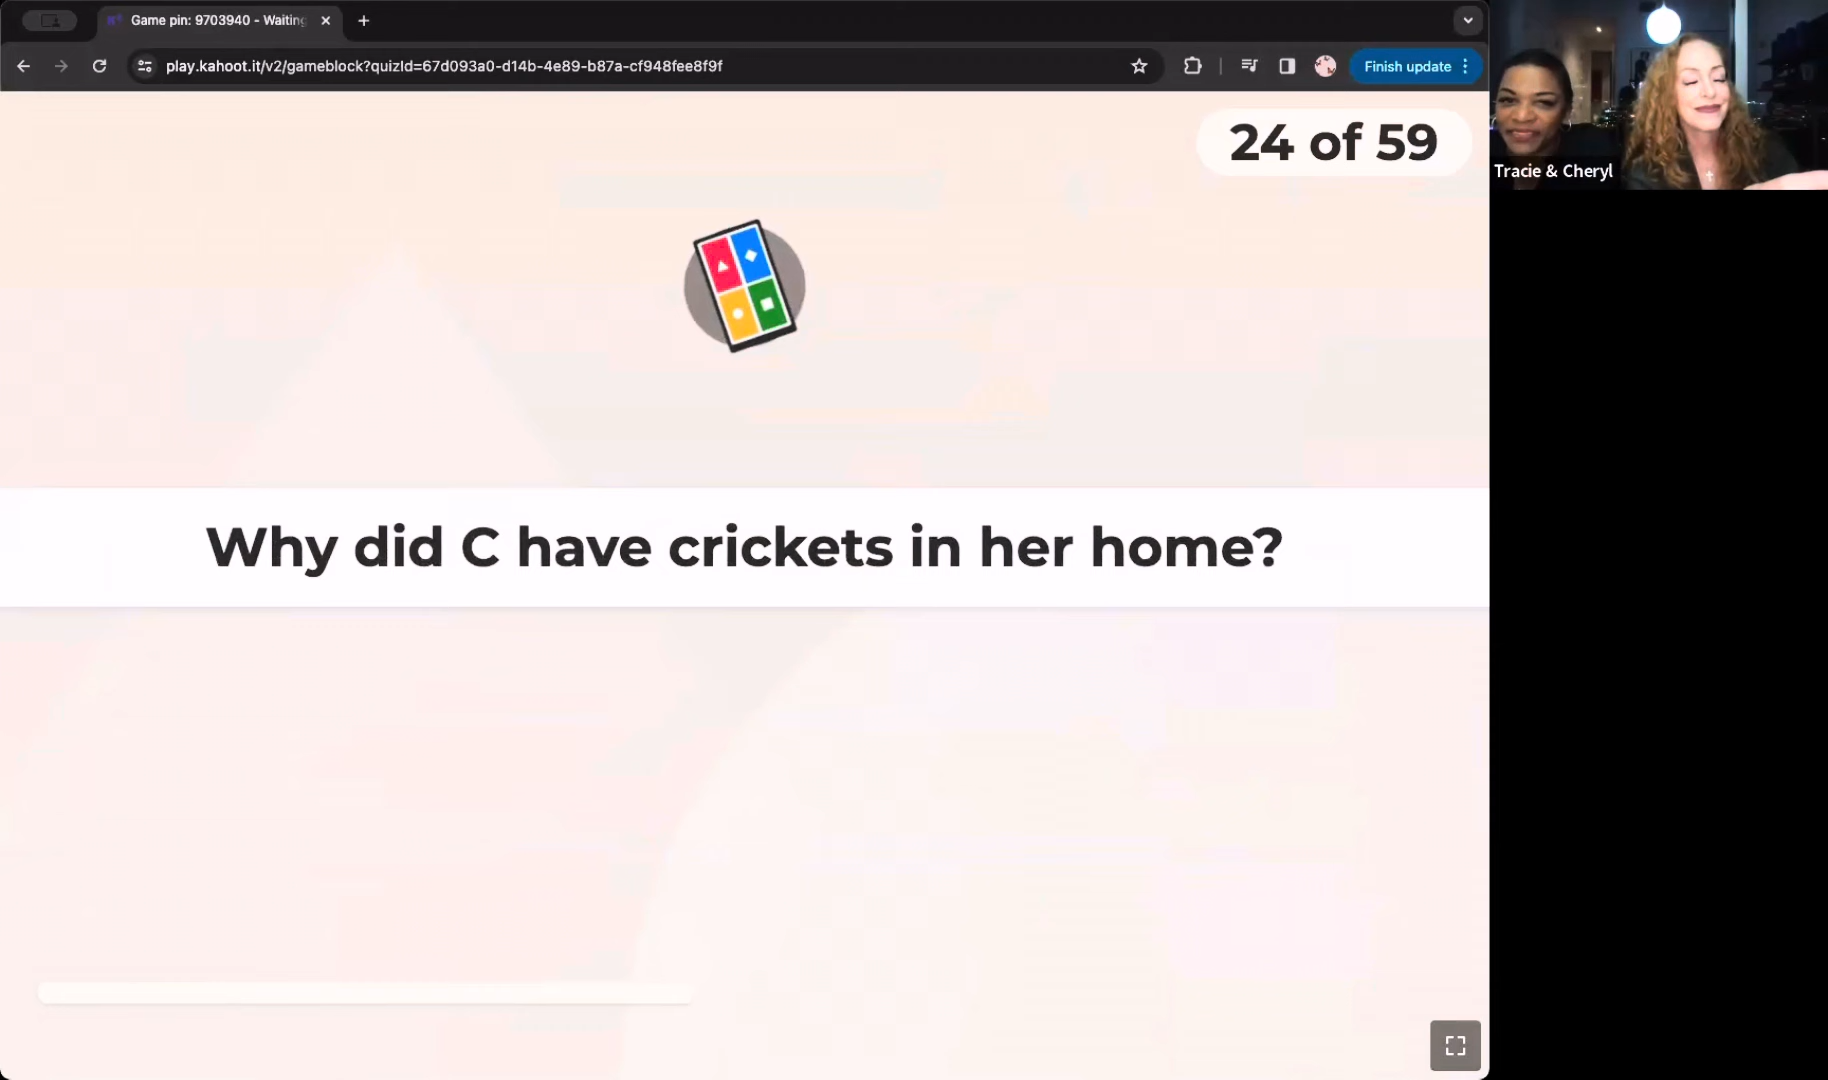 Game pin: 9703940 - Waiting
play.kahoot.it/v2/gameblock?quizId=67d093a0-d14b-4e89-b87a-cf948fee8f9f
Finish update
24 of 59
Tracie & Cheryl
Why did C have crickets in her home?